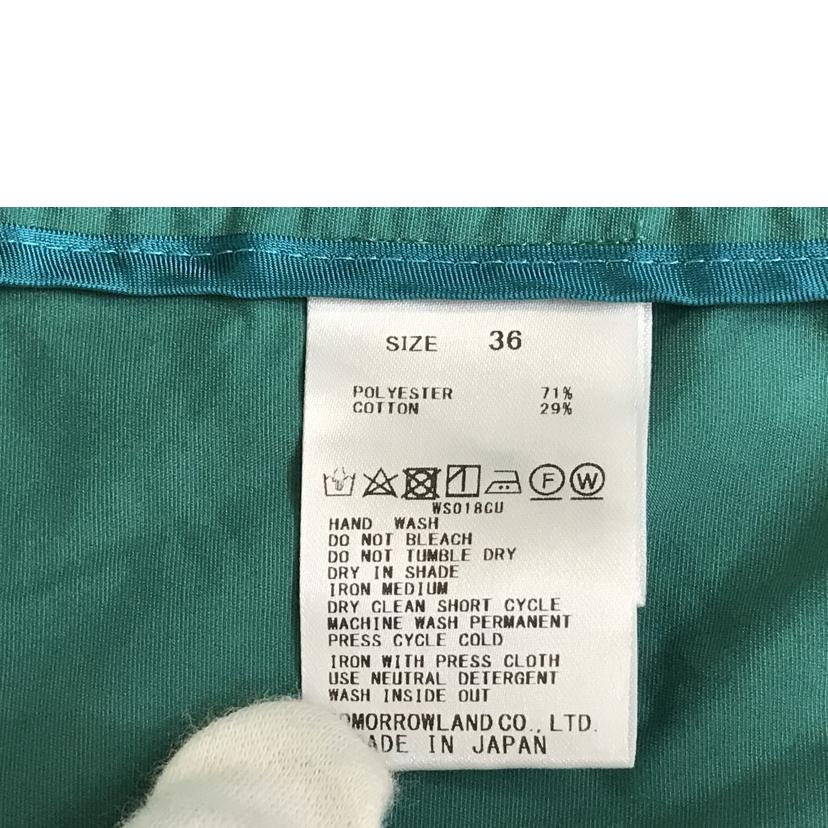 SIZE 36
POLYESTER 71%
COTTON 29%
F W
WS018CU
HAND WASH
DO NOT BLEACH
DO NOT TUMBLE DRY
DRY IN SHADE
IRON MEDIUM
DRY CLEAN SHORT CYCLE
MACHINE WASH PERMANENT
PRESS CYCLE COLD
IRON WITH PRESS CLOTH
USE NEUTRAL DETERGENT
WASH INSIDE OUT
OMORROWLAND CO., LTD.
ADE IN JAPAN